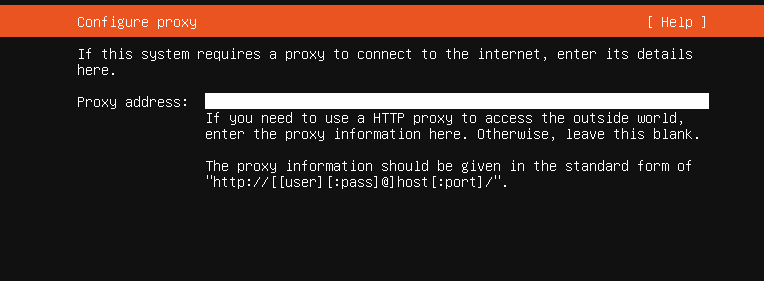 Configure proxy [ Help ]
If this system requires a proxy to connect to the internet, enter its details
here.
Proxy address:
If you need to use a HTTP proxy to access the outside world,
enter the proxy information here. Otherwise, leave this blank.
The proxy information should be given in the standard form of
"http://[[user][:pass]@]host[:port]/".